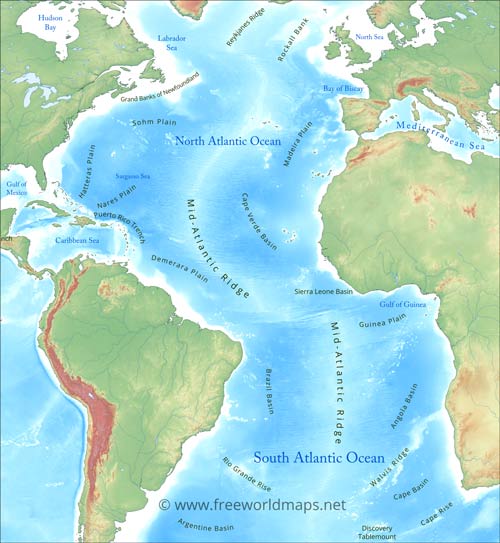 Hudson
Bay
Labrador
Sea
Reykjanes Ridge
Rockall Bank
North Sea
Grand Banks of Newfoundland
Bay of Biscay
Sohm Plain
North Atlantic Ocean
Madeira Plain
Mediterranean Sea
Hatteras Plain
Sargasso Sea
Gulf of
Mexico
Nares Plain
Puerto Rico Trench
Cape Verde Basin
Mid-Atlantic Ridge
Caribbean Sea
nch
Demerara Plain
Sierra Leone Basin
Gulf of Guinea
Guinea Plain
Mid-Atlantic Ridge
Brazil Basin
Angola Basin
South Atlantic Ocean
Rio Grande Rise
Walvis Ridge
Cape Basin
© www.freeworldmaps.net
Cape Rise
Argentine Basin
Discovery
Tablemount